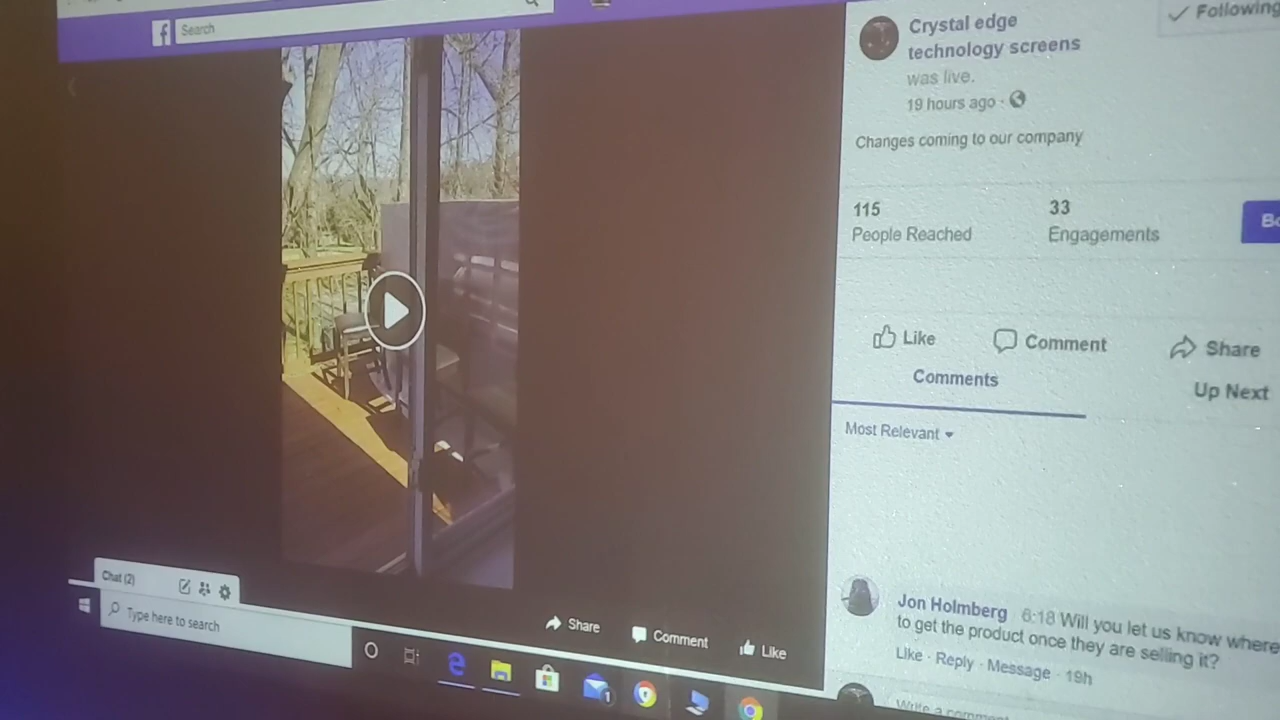 f
Search
Crystal edge
technology screens
was live.
19 hours ago
Following
Changes coming to our company
115
People Reached
33
Engagements
Like
Comment
Share
Comments
Up Next
Most Relevant
Jon Holmberg 6:18 Will you let us know where
to get the product once they are selling it?
Like · Reply · Message · 19h
Write a comment
Chat (2)
Share
Comment
Like
Type here to search